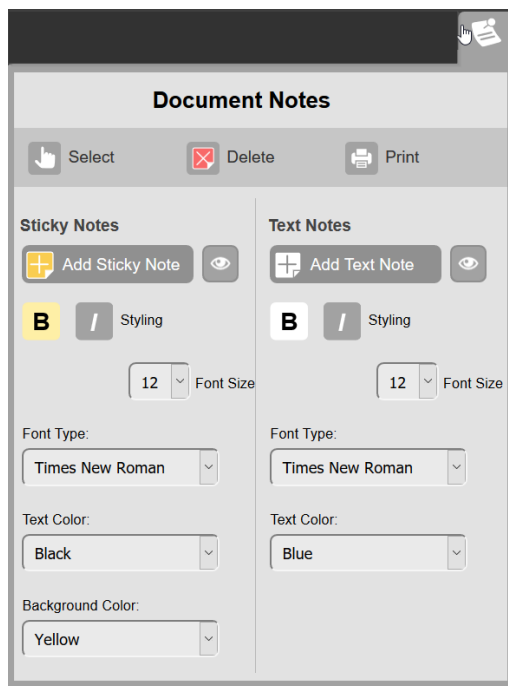 Document Notes
Select Delete Print
Sticky Notes
Add Sticky Note
B I Styling
12 Font Size
Font Type:
Times New Roman
Text Color:
Black
Background Color:
Yellow
Text Notes
Add Text Note
B I Styling
12 Font Size
Font Type:
Times New Roman
Text Color:
Blue